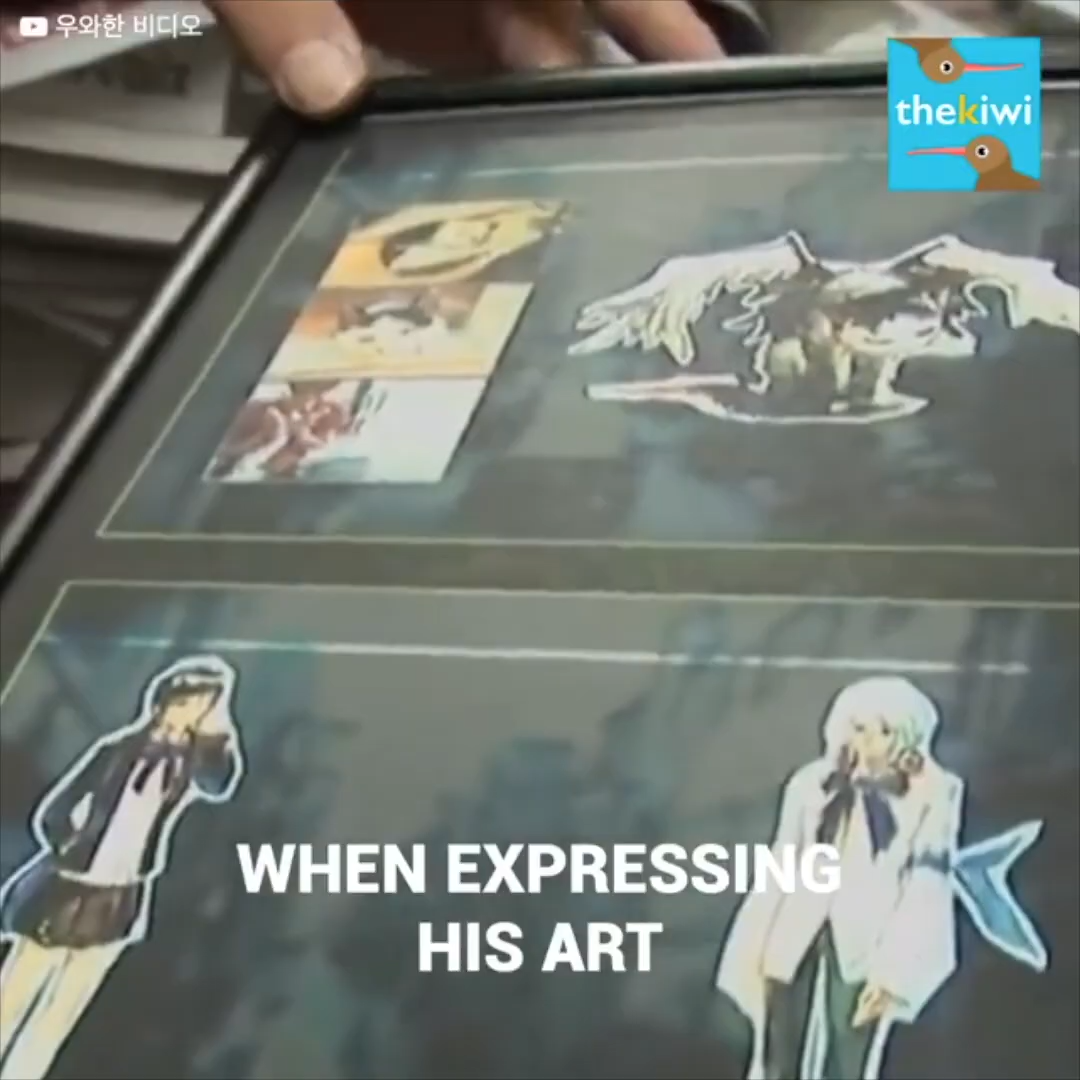 우와한 비디오
thekiwi
WHEN EXPRESSING
HIS ART